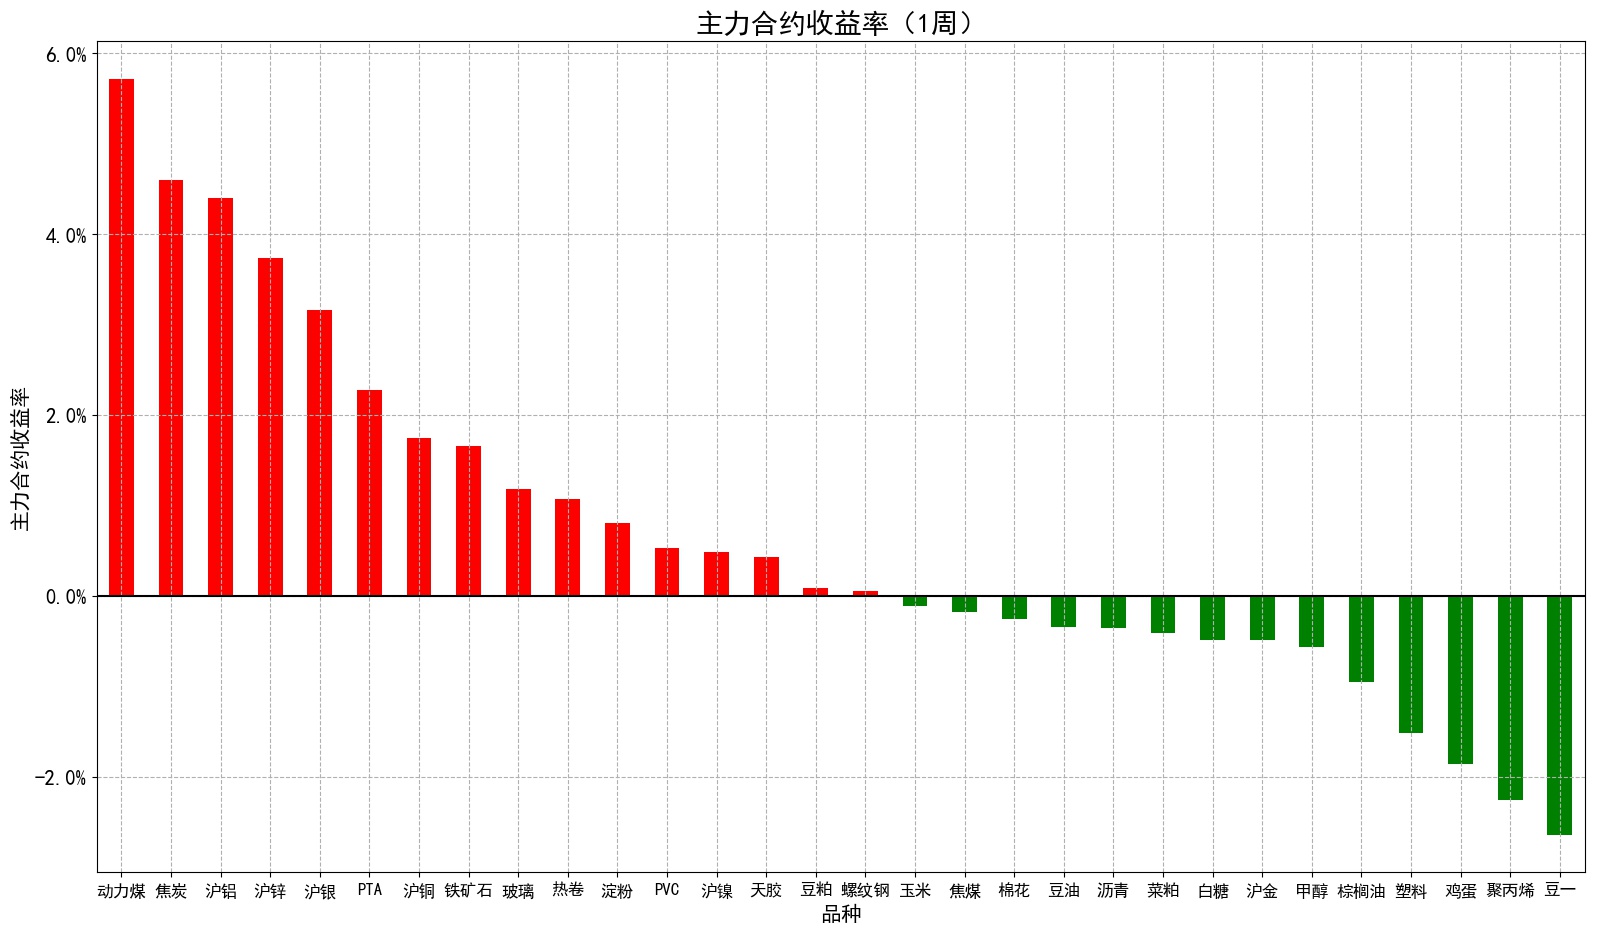 主力合约收益率（1周）
主力合约收益率
6.0%
4.0%
2.0%
0.0%
−2.0%
动力煤 焦炭 沪铝 沪锌 沪银 PTA 沪铜 铁矿石 玻璃 热卷 淀粉 PVC 沪镍 天胶 豆粕 螺纹钢 玉米 焦煤 棉花 豆油 沥青 菜粕 白糖 沪金 甲醇 棕榈油 塑料 鸡蛋 聚丙烯 豆一
品种